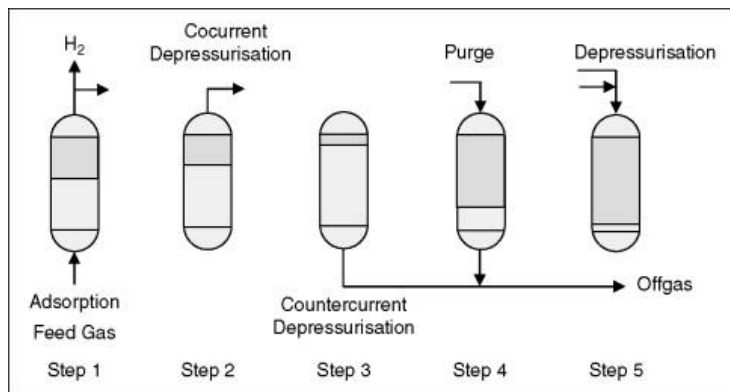 H₂
Cocurrent
Depressurisation
Purge
Depressurisation
Adsorption
Feed Gas
Countercurrent
Depressurisation
Offgas
Step 1
Step 2
Step 3
Step 4
Step 5